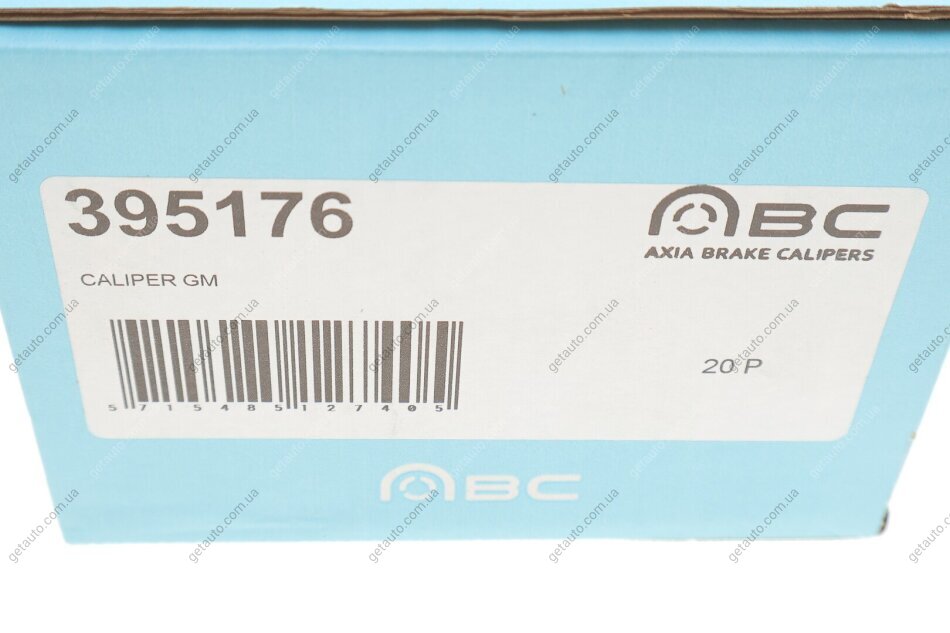 395176
ABC
AXIA BRAKE CALIPERS
CALIPER GM
5 715485 127405
20 P
ABC
getauto.com.ua